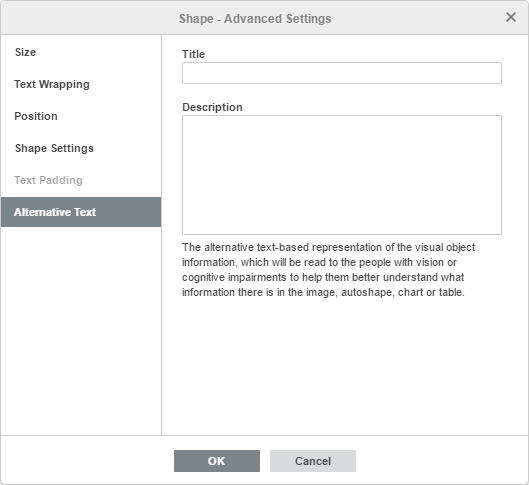 Shape - Advanced Settings
Size
Text Wrapping
Position
Shape Settings
Text Padding
Alternative Text
Title
Description
The alternative text-based representation of the visual object
information, which will be read to the people with vision or
cognitive impairments to help them better understand what
information there is in the image, autoshape, chart or table.
OK
Cancel